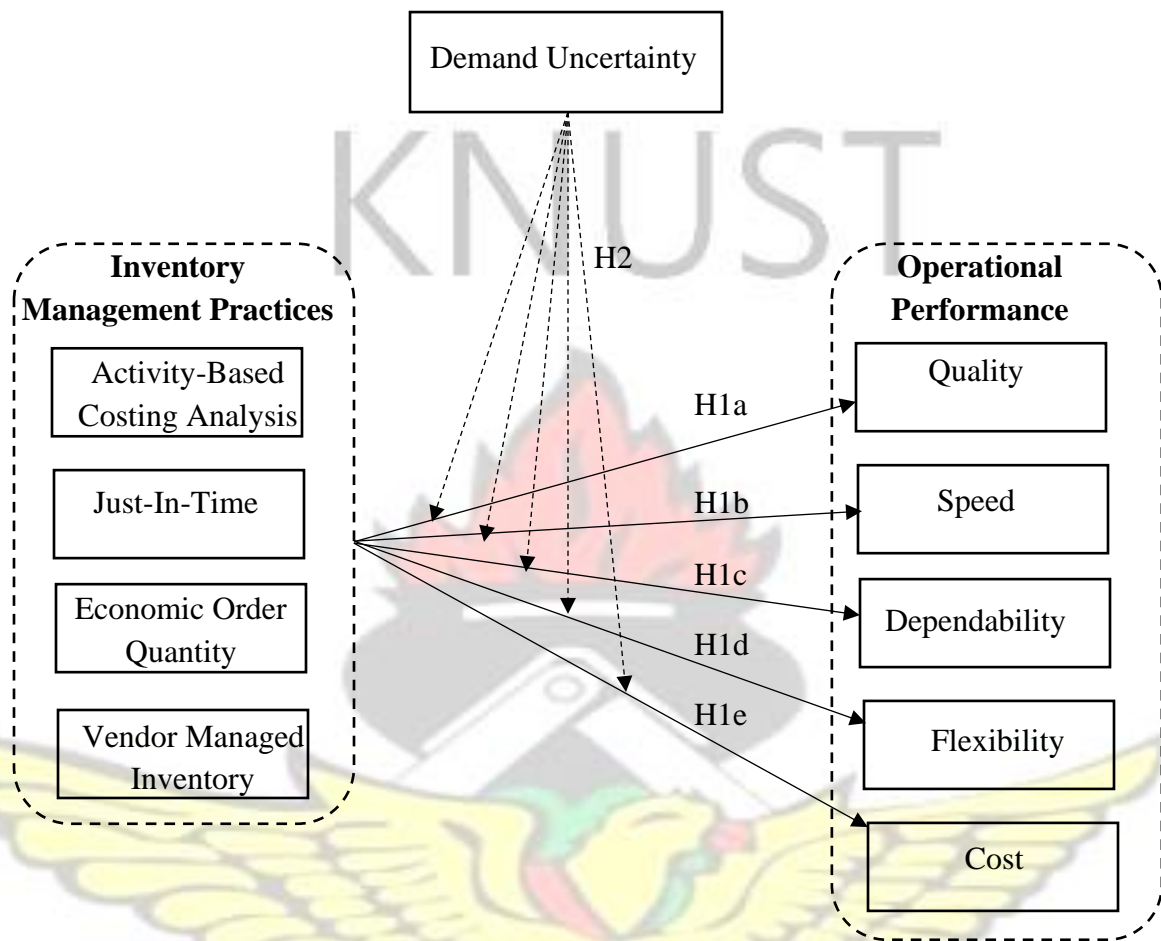 Demand Uncertainty
KNUST
H2
Inventory
Management Practices
Activity-Based
Costing Analysis
Just-In-Time
Economic Order
Quantity
Vendor Managed
Inventory
H1a
H1b
H1c
H1d
H1e
Operational
Performance
Quality
Speed
Dependability
Flexibility
Cost